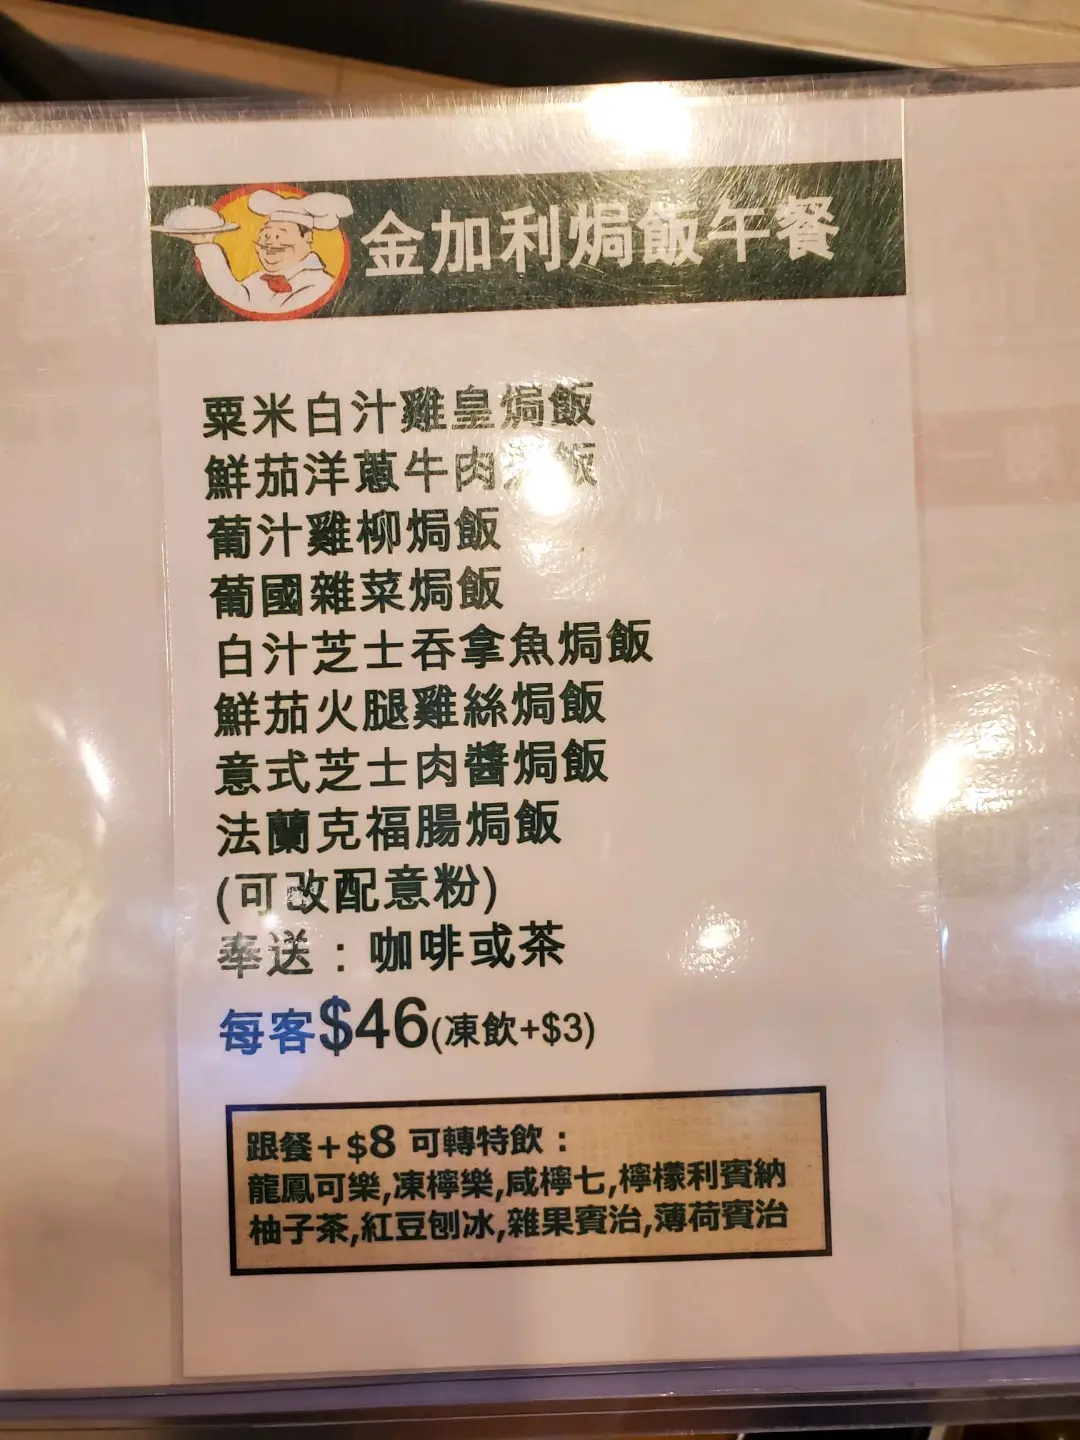 金加利焗飯午餐
粟米白汁雞皇焗飯
鮮茄洋蔥牛肉焗飯
葡汁雞柳焗飯
葡國雜菜焗飯
白汁芝士吞拿魚焗飯
鮮茄火腿雞絲焗飯
意式芝士肉醬焗飯
法蘭克福腸焗飯
(可改配意粉)
奉送：咖啡或茶
每客$46(凍飲+$3)
跟餐+$8 可轉特飲：
龍鳳可樂,凍檸樂,咸檸七,檸檬利賓納
柚子茶,紅豆刨冰,雜果賓治,薄荷賓治